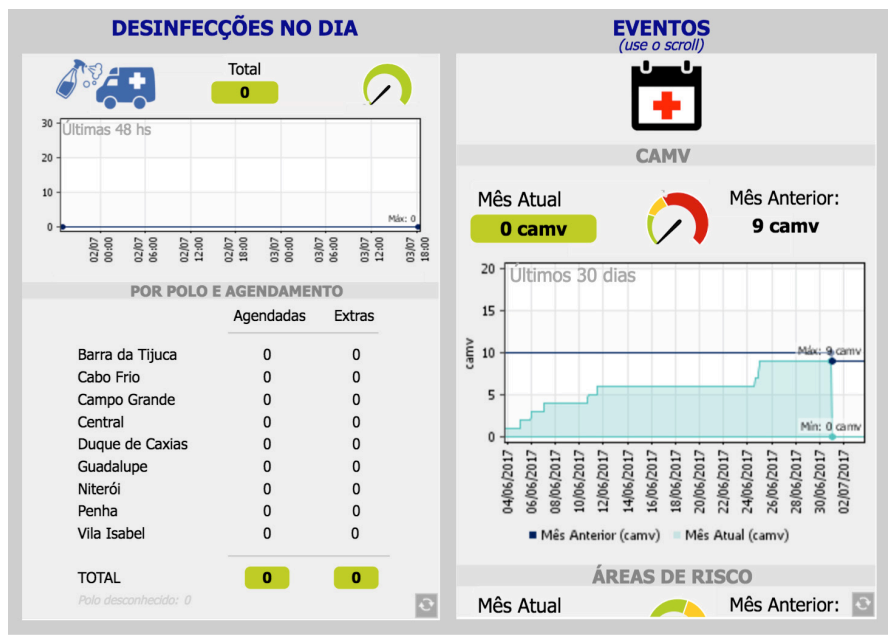 DESINFECÇÕES NO DIA
Total
0
Últimas 48 hs
30
20
10
0
Máx: 0
02/07 00:00
02/07 06:00
02/07 12:00
02/07 18:00
03/07 00:00
03/07 06:00
03/07 12:00
03/07 18:00
POR POLO E AGENDAMENTO
Agendadas Extras
Barra da Tijuca 0 0
Cabo Frio 0 0
Campo Grande 0 0
Central 0 0
Duque de Caxias 0 0
Guadalupe 0 0
Niterói 0 0
Penha 0 0
Vila Isabel 0 0
TOTAL 0 0
Polo desconhecido: 0
EVENTOS
(use o scroll)
CAMV
Mês Atual
0 camv
Mês Anterior:
9 camv
Últimos 30 dias
camv
20
15
10
5
0
Máx: 9 camv
Mín: 0 camv
04/06/2017
06/06/2017
08/06/2017
10/06/2017
12/06/2017
14/06/2017
16/06/2017
18/06/2017
20/06/2017
22/06/2017
24/06/2017
26/06/2017
28/06/2017
30/06/2017
02/07/2017
Mês Anterior (camv) Mês Atual (camv)
ÁREAS DE RISCO
Mês Atual
Mês Anterior: